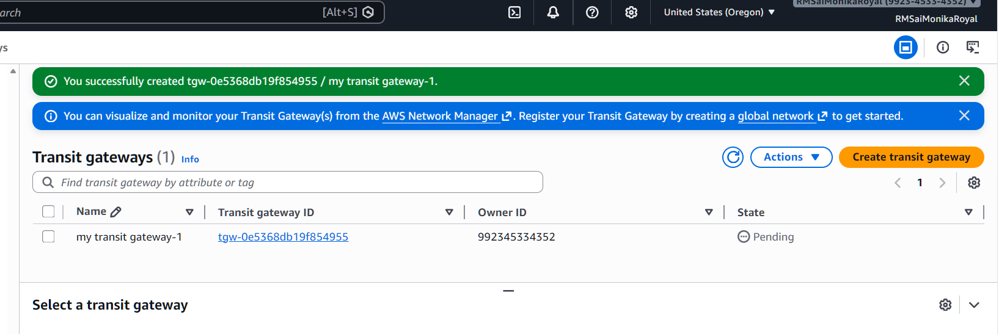 arch [Alt+S] United States (Oregon) RMSaiMonikaRoyal (9923-4533-4352)
RMSaiMonikaRoyal
ys
You successfully created tgw-0e5368db19f854955 / my transit gateway-1.
You can visualize and monitor your Transit Gateway(s) from the AWS Network Manager. Register your Transit Gateway by creating a global network to get started.
Transit gateways (1) Info Actions Create transit gateway
Find transit gateway by attribute or tag 1
Name Transit gateway ID Owner ID State
my transit gateway-1 tgw-0e5368db19f854955 992345334352 Pending
Select a transit gateway